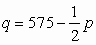 q = 575 − 1/2 p